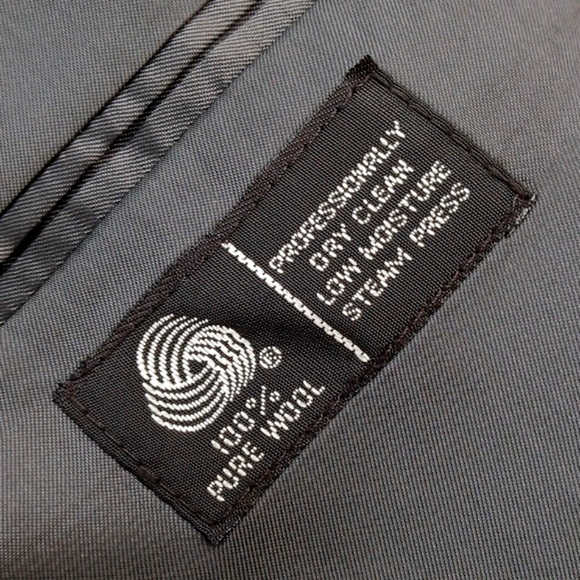 PROFESSIONALLY
DRY CLEAN
LOW MOISTURE
STEAM PRESS
®
100%
PURE WOOL